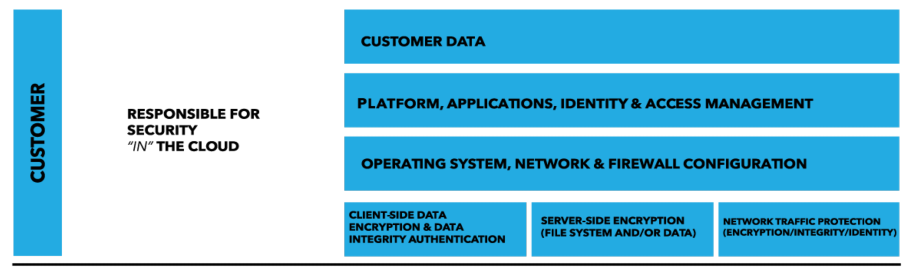 CUSTOMER
RESPONSIBLE FOR
SECURITY
"IN" THE CLOUD
CUSTOMER DATA
PLATFORM, APPLICATIONS, IDENTITY & ACCESS MANAGEMENT
OPERATING SYSTEM, NETWORK & FIREWALL CONFIGURATION
CLIENT-SIDE DATA
ENCRYPTION & DATA
INTEGRITY AUTHENTICATION
SERVER-SIDE ENCRYPTION
(FILE SYSTEM AND/OR DATA)
NETWORK TRAFFIC PROTECTION
(ENCRYPTION/INTEGRITY/IDENTITY)